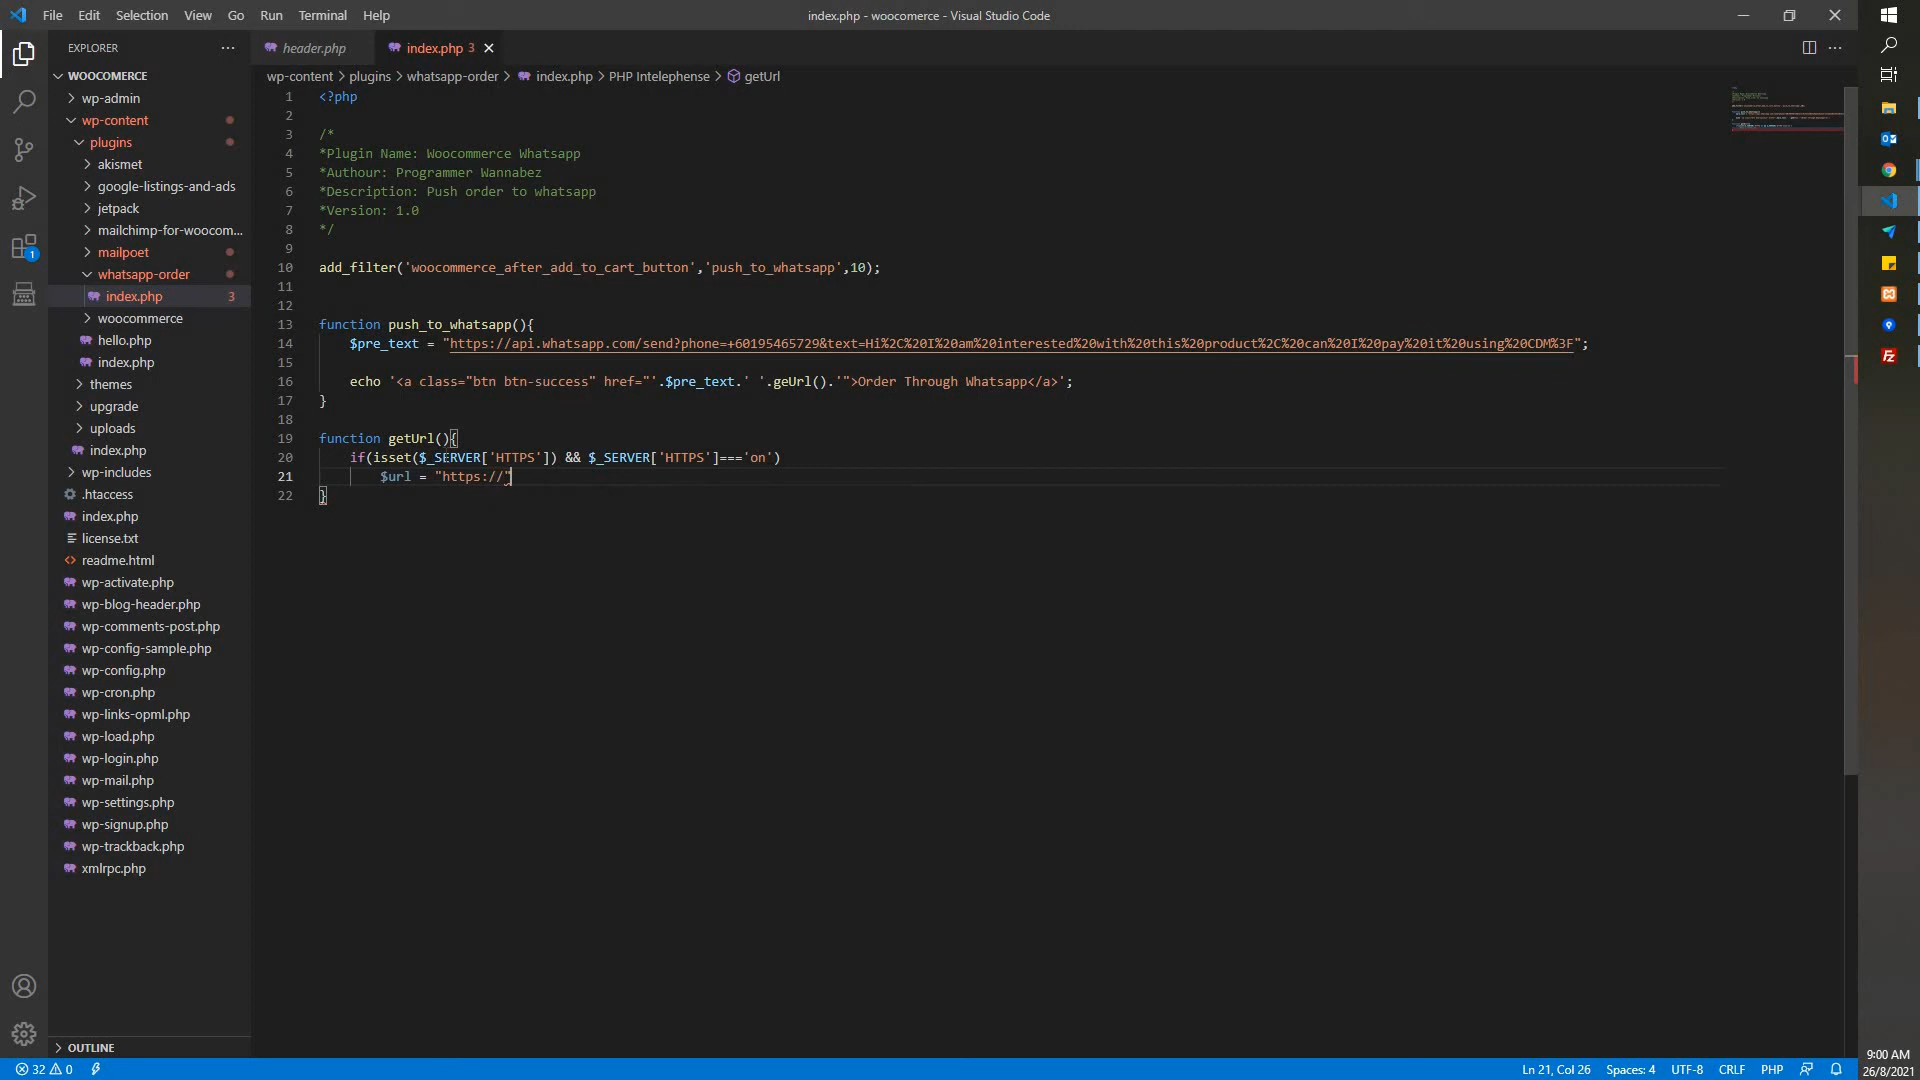 File Edit Selection View Go Run Terminal Help
index.php - woocomerce - Visual Studio Code
EXPLORER
WOOCOMERCE
wp-admin
wp-content
plugins
akismet
google-listings-and-ads
jetpack
mailchimp-for-woocom...
mailpoet
whatsapp-order
index.php 3
woocommerce
hello.php
index.php
themes
upgrade
uploads
index.php
wp-includes
.htaccess
index.php
license.txt
readme.html
wp-activate.php
wp-blog-header.php
wp-comments-post.php
wp-config-sample.php
wp-config.php
wp-cron.php
wp-links-opml.php
wp-load.php
wp-login.php
wp-mail.php
wp-settings.php
wp-signup.php
wp-trackback.php
xmlrpc.php
OUTLINE
header.php index.php 3
wp-content > plugins > whatsapp-order > index.php > PHP Intelephense > getUrl
1 <?php
2
3 /*
4 *Plugin Name: Woocommerce Whatsapp
5 *Authour: Programmer Wannabez
6 *Description: Push order to whatsapp
7 *Version: 1.0
8 */
9
10 add_filter('woocommerce_after_add_to_cart_button','push_to_whatsapp',10);
11
12
13 function push_to_whatsapp(){
14 $pre_text = "https://api.whatsapp.com/send?phone=+60195465729&text=Hi%2C%20I%20am%20interested%20with%20this%20product%2C%20can%20I%20pay%20it%20using%20CDM%3F";
15
16 echo '<a class="btn btn-success" href="'.$pre_text.' '.geUrl().'">Order Through Whatsapp</a>';
17 }
18
19 function getUrl(){
20 if(isset($_SERVER['HTTPS']) && $_SERVER['HTTPS']==='on')
21 $url = "https://"
22 }
1
32 0
Ln 21, Col 26 Spaces: 4 UTF-8 CRLF PHP
9:00 AM
26/8/2021